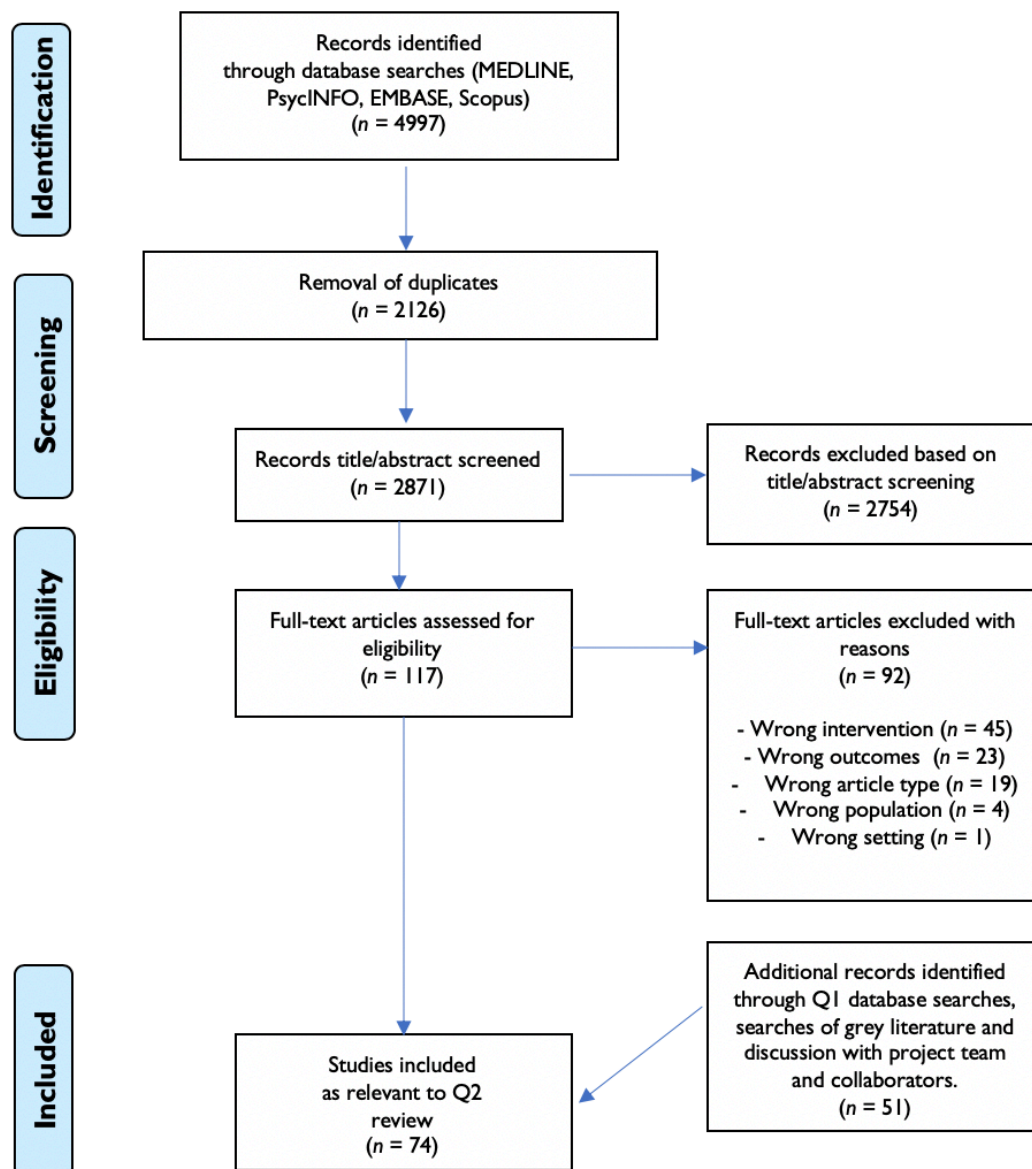 Identification
Records identified
through database searches (MEDLINE,
PsycINFO, EMBASE, Scopus)
(n = 4997)
Removal of duplicates
(n = 2126)
Screening
Records title/abstract screened
(n = 2871)
Records excluded based on
title/abstract screening
(n = 2754)
Eligibility
Full-text articles assessed for
eligibility
(n = 117)
Full-text articles excluded with
reasons
(n = 92)
- Wrong intervention (n = 45)
- Wrong outcomes (n = 23)
- Wrong article type (n = 19)
- Wrong population (n = 4)
- Wrong setting (n = 1)
Included
Additional records identified
through Q1 database searches,
searches of grey literature and
discussion with project team
and collaborators.
(n = 51)
Studies included
as relevant to Q2
review
(n = 74)